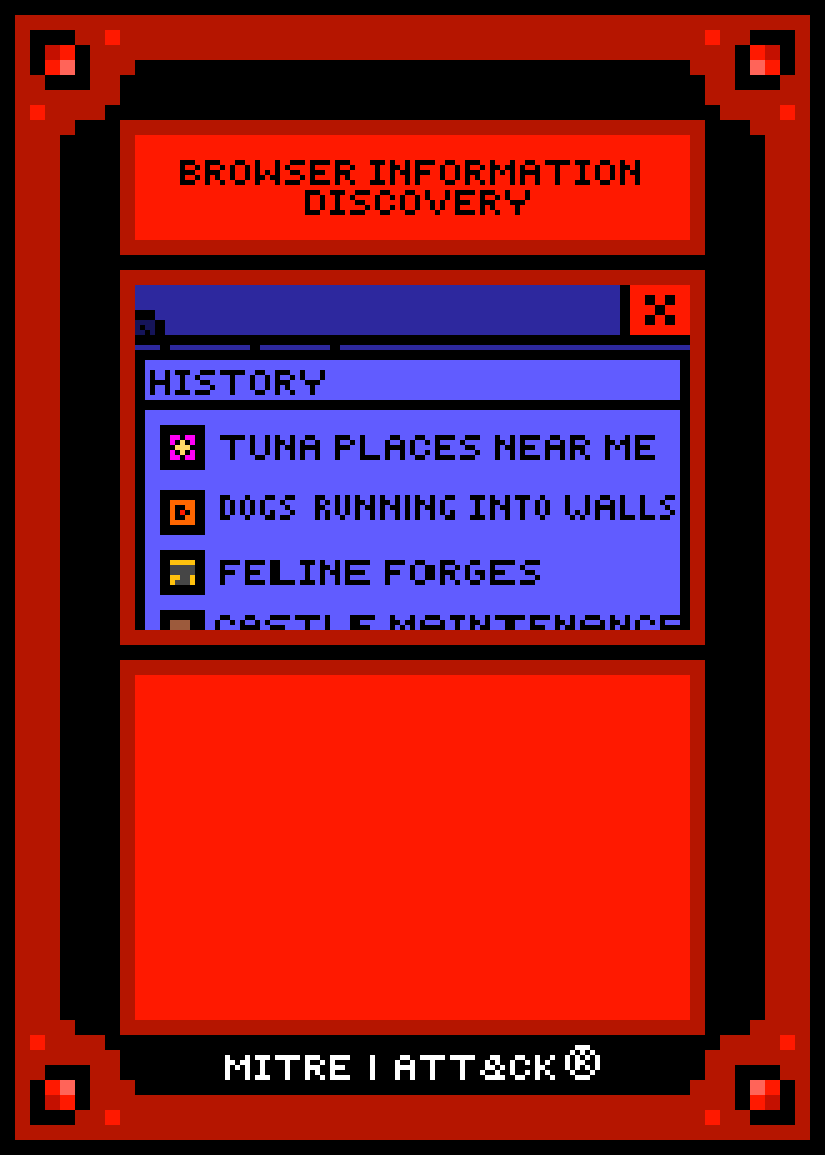 BROWSER INFORMATION
DISCOVERY
HISTORY
TUNA PLACES NEAR ME
DOGS RUNNING INTO WALLS
FELINE FORGES
CASTLE MAINTENANCE
MITRE | ATT&CK®